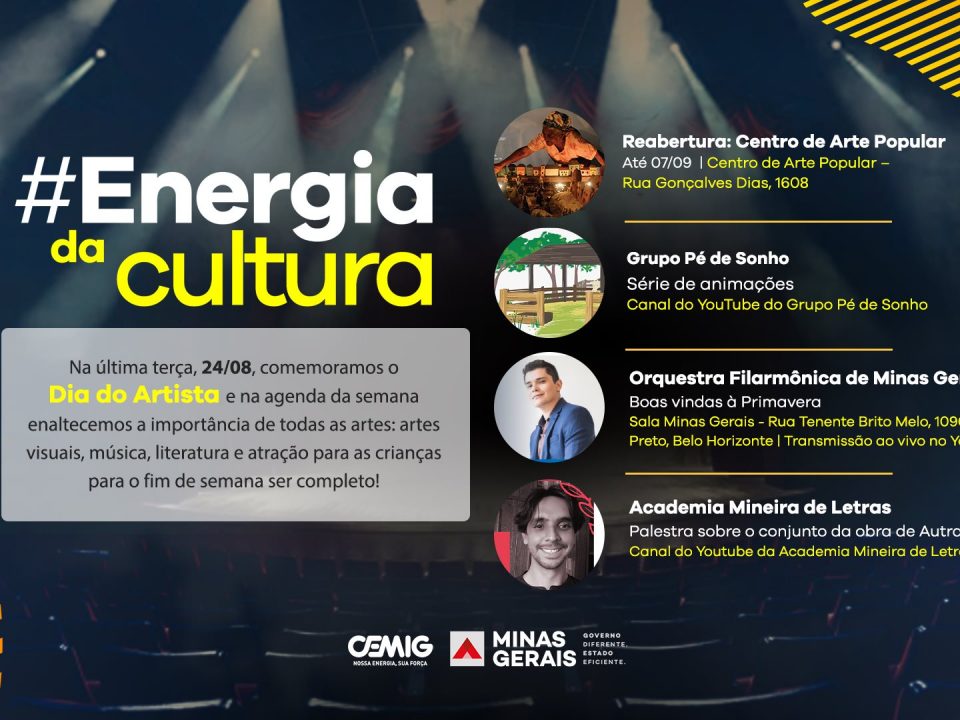 #Energia
da
cultura
Na última terça, 24/08, comemoramos o
Dia do Artista e na agenda da semana
enaltecemos a importância de todas as artes: artes
visuais, música, literatura e atração para as crianças
para o fim de semana ser completo!
Reabertura: Centro de Arte Popular
Até 07/09 | Centro de Arte Popular –
Rua Gonçalves Dias, 1608
Grupo Pé de Sonho
Série de animações
Canal do YouTube do Grupo Pé de Sonho
Orquestra Filarmônica de Minas Ge
Boas vindas à Primavera
Sala Minas Gerais - Rua Tenente Brito Melo, 109
Preto, Belo Horizonte | Transmissão ao vivo no Yo
Academia Mineira de Letras
Palestra sobre o conjunto da obra de Autra
Canal do Youtube da Academia Mineira de Letr
CEMIG
NOSSA ENERGIA, SUA FORÇA
MINAS
GERAIS
GOVERNO
DIFERENTE.
ESTADO
EFICIENTE.